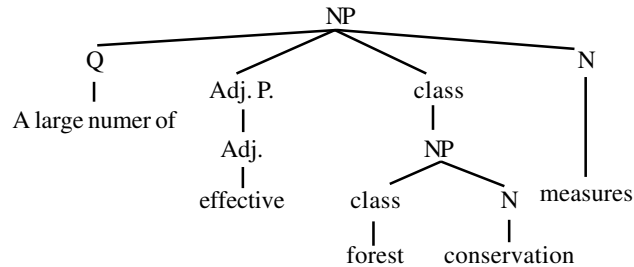 NP
Q Adj. P. class N
A large numer of
Adj. NP
effective class N measures
forest conservation